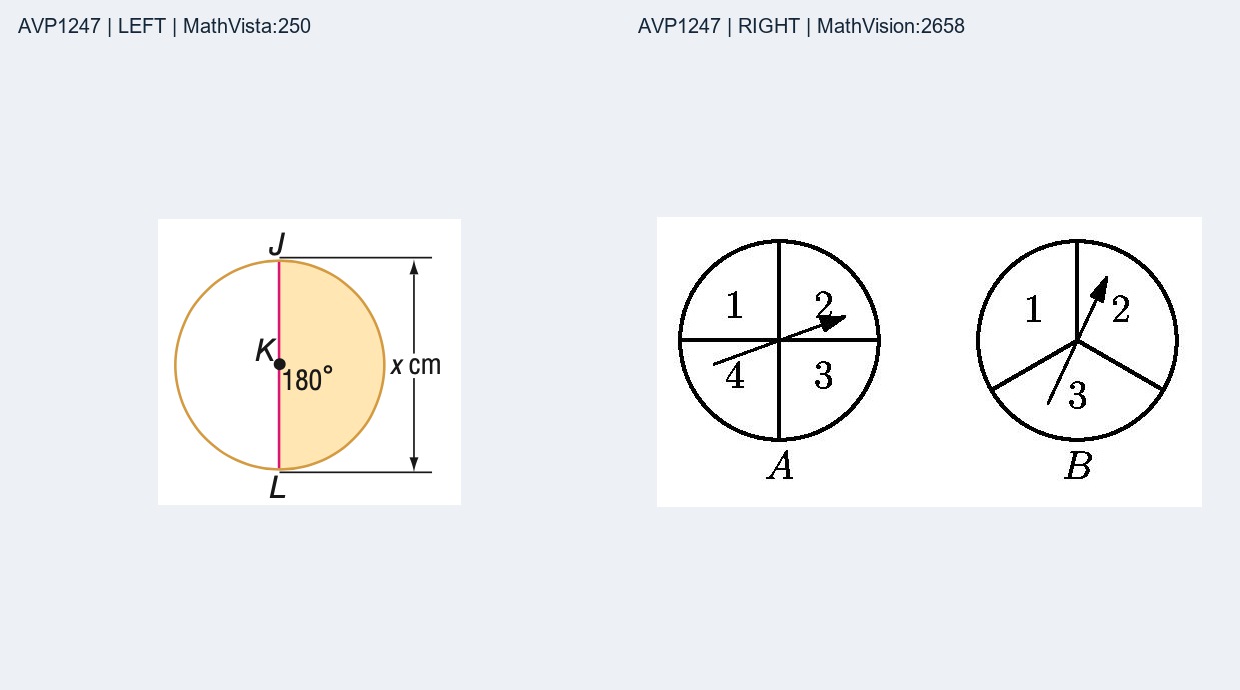 AVP1247 | LEFT | MathVista:250
AVP1247 | RIGHT | MathVision:2658
J
K
180°
x cm
L
1 2
4 3
A
1 2
3
B